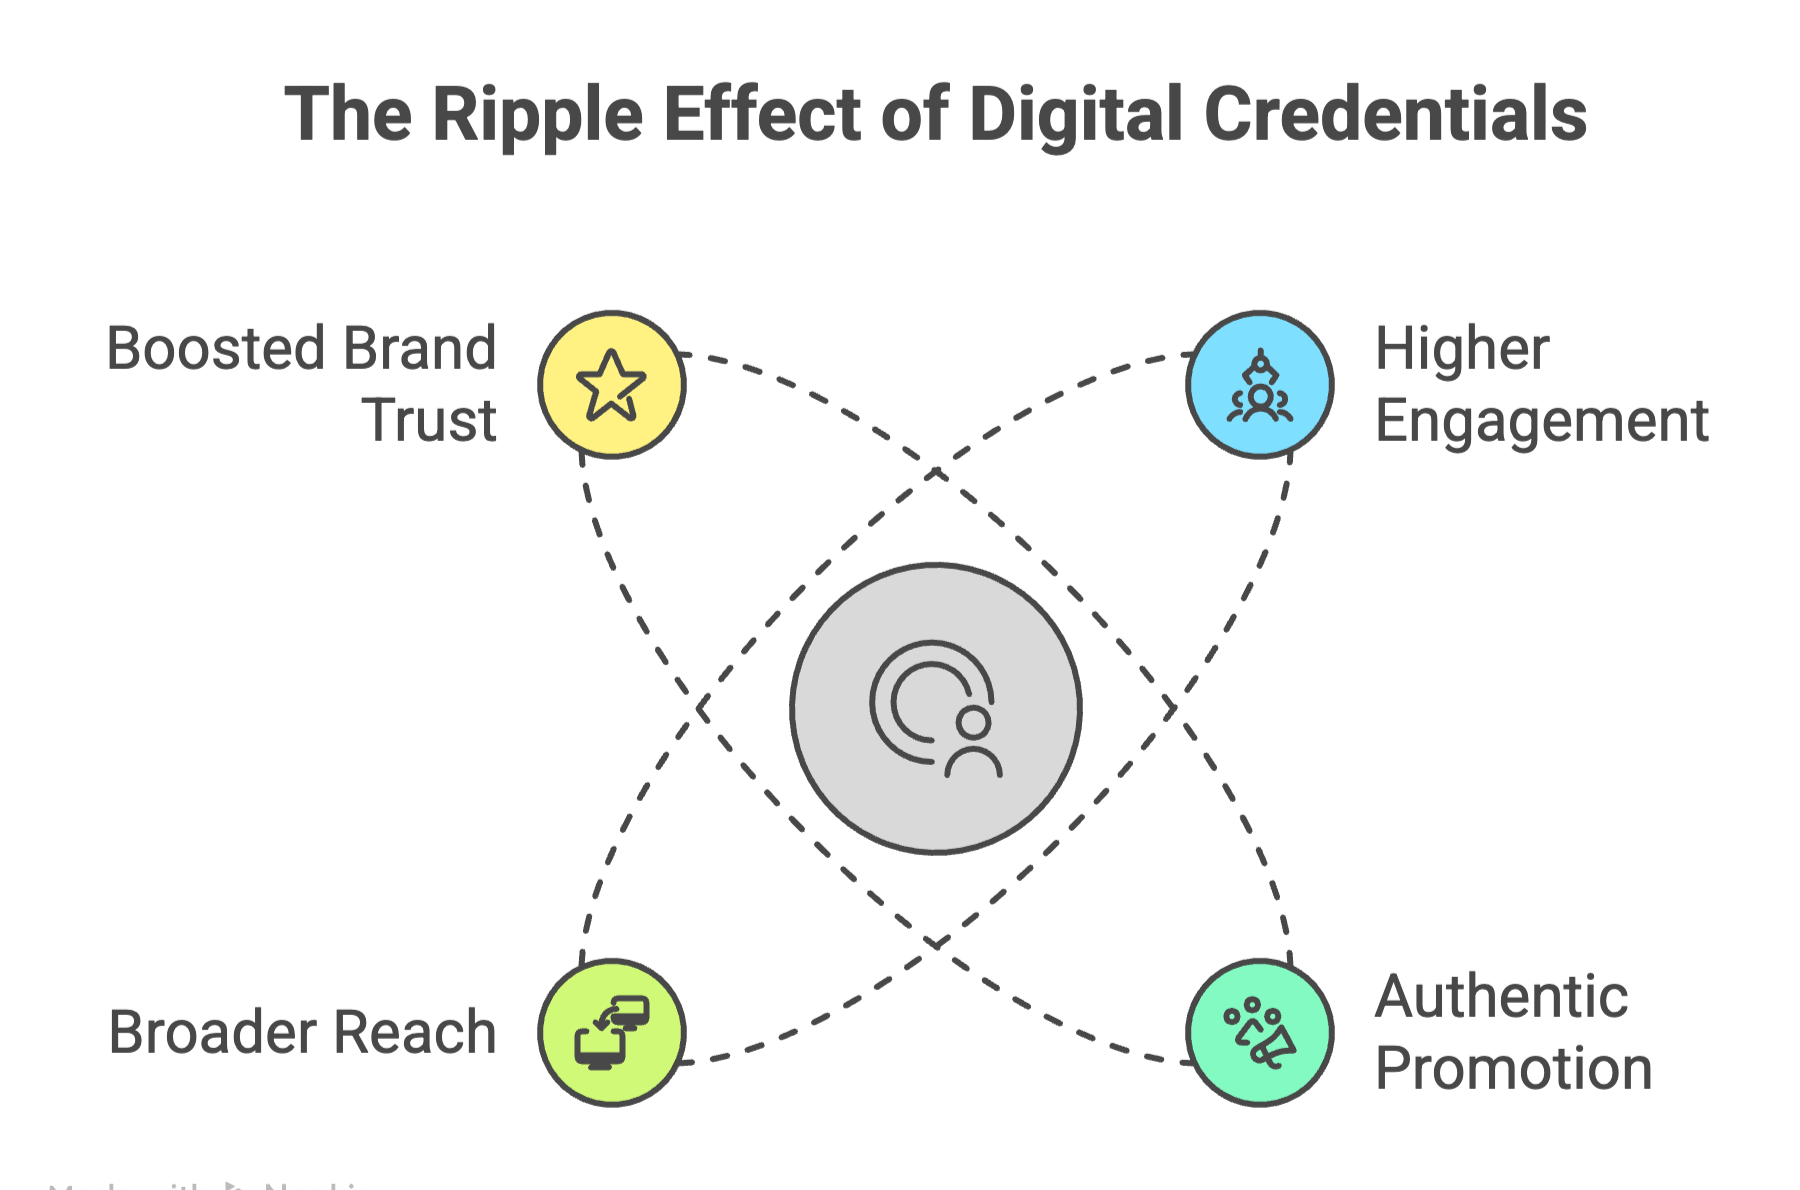 The Ripple Effect of Digital Credentials
Boosted Brand
Trust
Higher
Engagement
Broader Reach
Authentic
Promotion